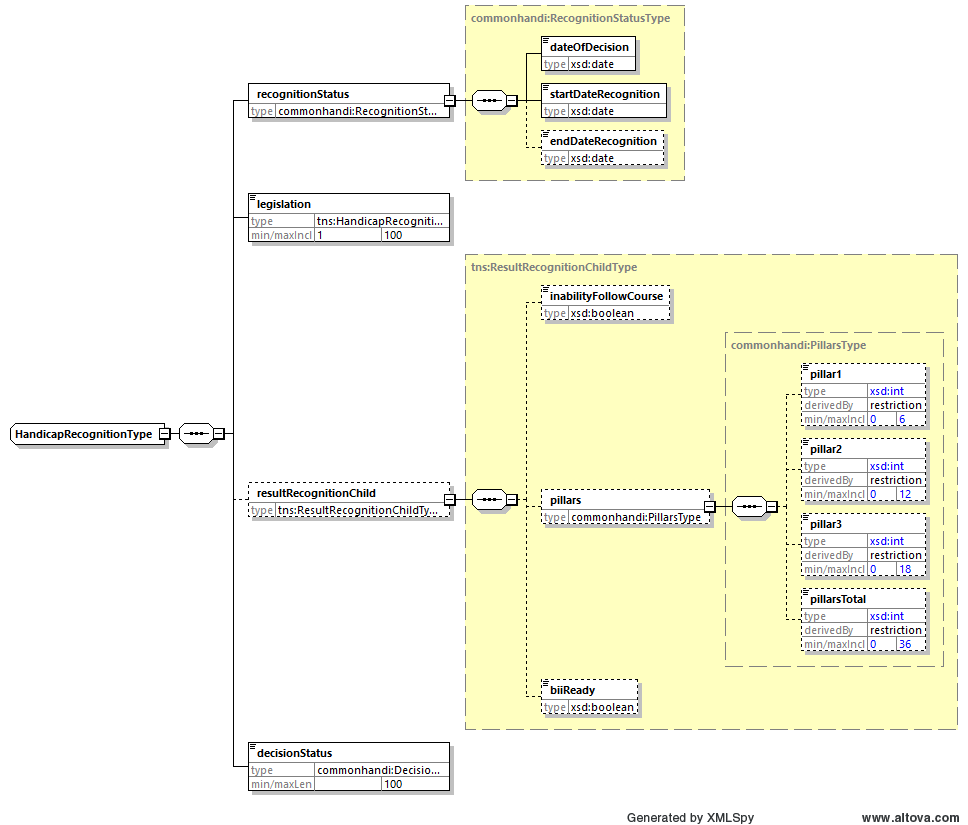 commonhandi:RecognitionStatusType
dateOfDecision
type xsd:date
recognitionStatus
type commonhandi:RecognitionSt...
startDateRecognition
type xsd:date
endDateRecognition
type xsd:date
legislation
type tns:HandicapRecogniti...
min/maxIncl 1 100
tns:ResultRecognitionChildType
inabilityFollowCourse
type xsd:boolean
commonhandi:PillarsType
pillar1
type xsd:int
derivedBy restriction
min/maxIncl 0 6
HandicapRecognitionType
pillar2
type xsd:int
derivedBy restriction
min/maxIncl 0 12
resultRecognitionChild
type tns:ResultRecognitionChildTy...
pillars
type commonhandi:PillarsType
pillar3
type xsd:int
derivedBy restriction
min/maxIncl 0 18
pillarsTotal
type xsd:int
derivedBy restriction
min/maxIncl 0 36
biiReady
type xsd:boolean
decisionStatus
type commonhandi:Decisio...
min/maxLen 100
Generated by XMLSpy www.altova.com